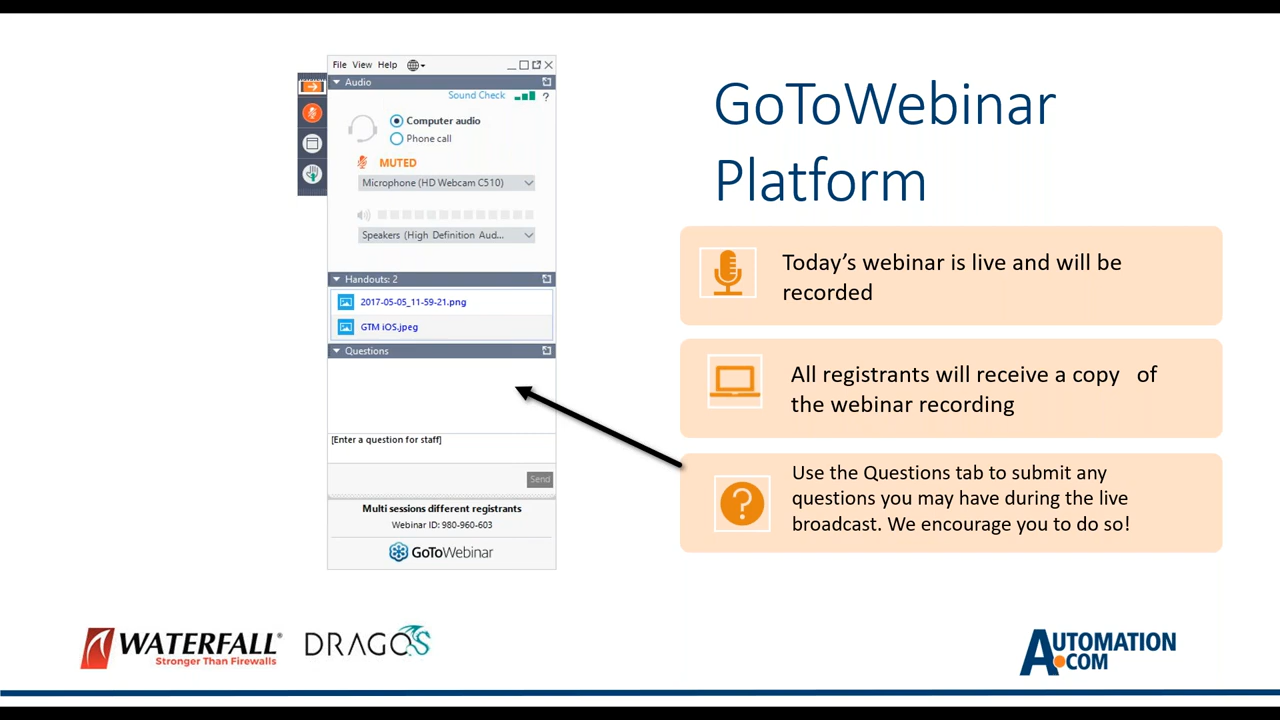 File View Help
Audio
Sound Check ?
Computer audio
Phone call
MUTED
Microphone (HD Webcam C510)
Speakers (High Definition Aud...
Handouts: 2
2017-05-05_11-59-21.png
GTM iOS.jpeg
Questions
[Enter a question for staff]
Send
Multi sessions different registrants
Webinar ID: 980-960-603
GoToWebinar
GoToWebinar
Platform
Today’s webinar is live and will be
recorded
All registrants will receive a copy of
the webinar recording
Use the Questions tab to submit any
questions you may have during the live
broadcast. We encourage you to do so!
WATERFALL®
Stronger Than Firewalls
DRAGOS
AUTOMATION
.COM